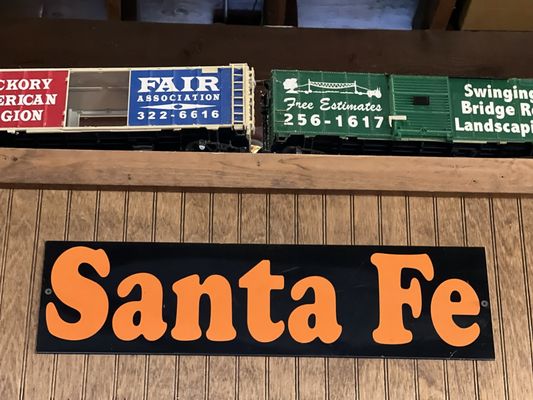 CKORY
ERICAN
GION
FAIR
ASSOCIATION
322-6616
Free Estimates
256-1617
Swinging
Bridge R
Landscapi
Santa Fe